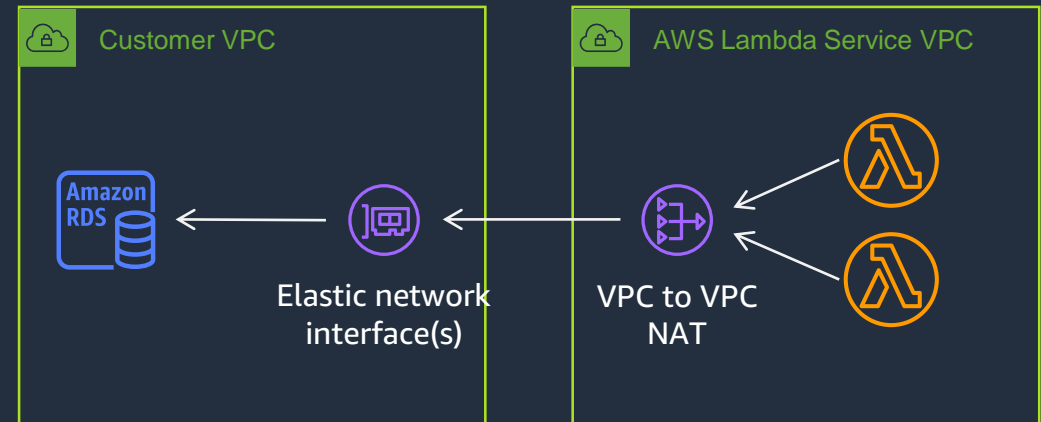 Customer VPC
AWS Lambda Service VPC
Amazon
RDS
Elastic network
interface(s)
VPC to VPC
NAT